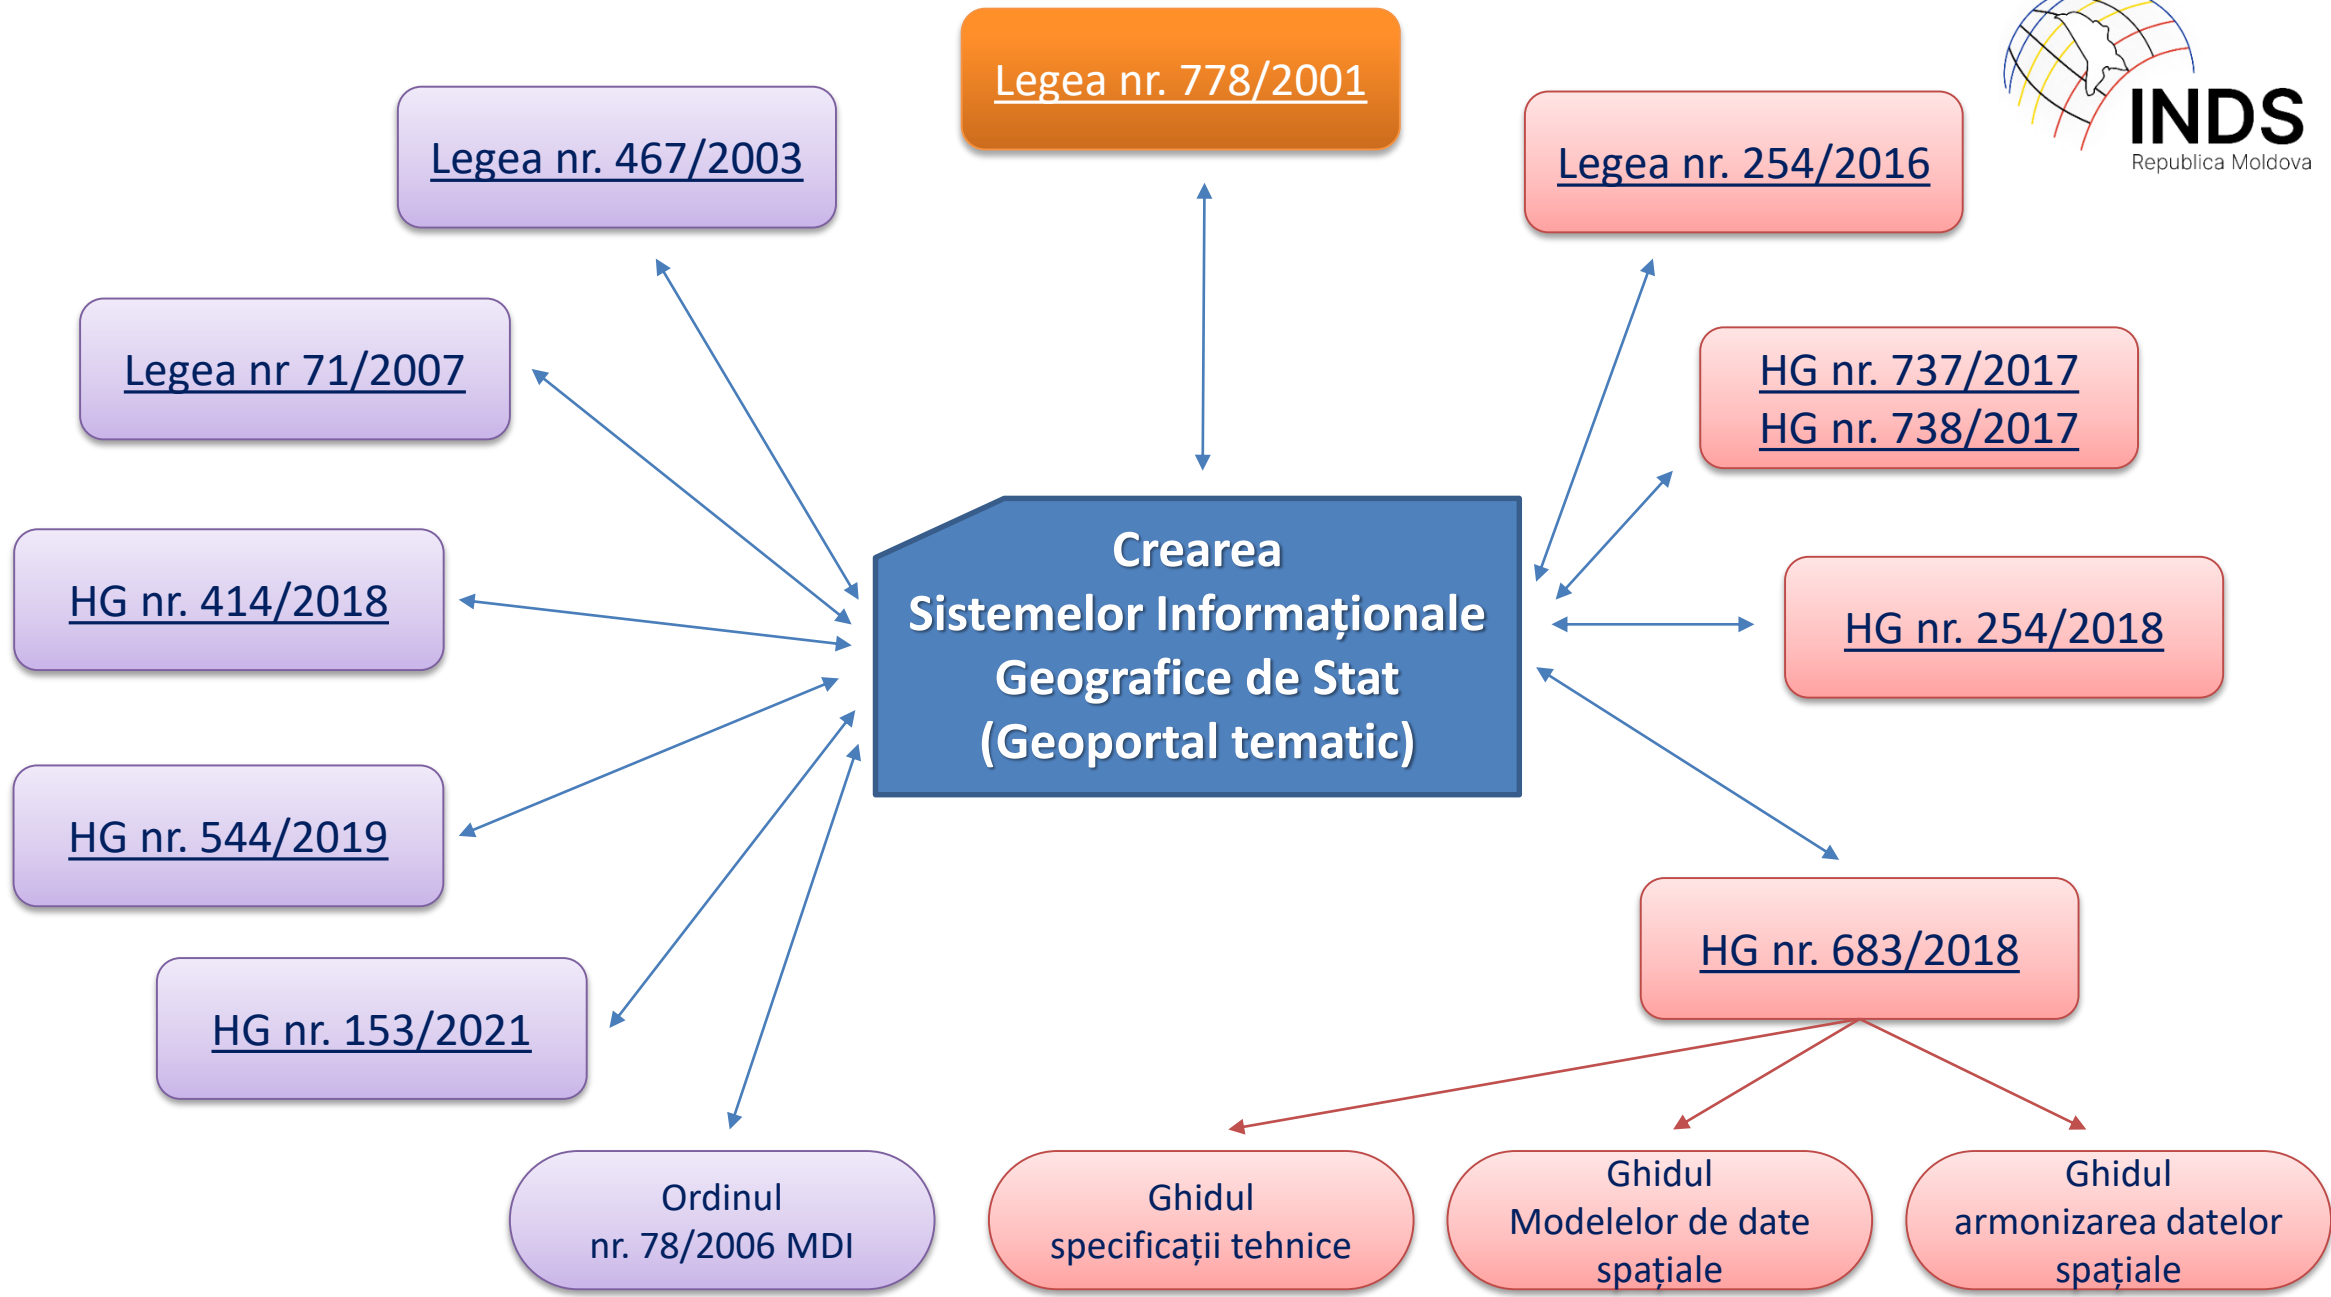 Legea nr. 778/2001
INDS
Republica Moldova
Legea nr. 467/2003
Legea nr. 254/2016
Legea nr 71/2007
HG nr. 737/2017
HG nr. 738/2017
Crearea
Sistemelor Informaționale
Geografice de Stat
(Geoportal tematic)
HG nr. 414/2018
HG nr. 254/2018
HG nr. 544/2019
HG nr. 683/2018
HG nr. 153/2021
Ordinul
nr. 78/2006 MDI
Ghidul
specificații tehnice
Ghidul
Modelelor de date
spațiale
Ghidul
armonizarea datelor
spațiale